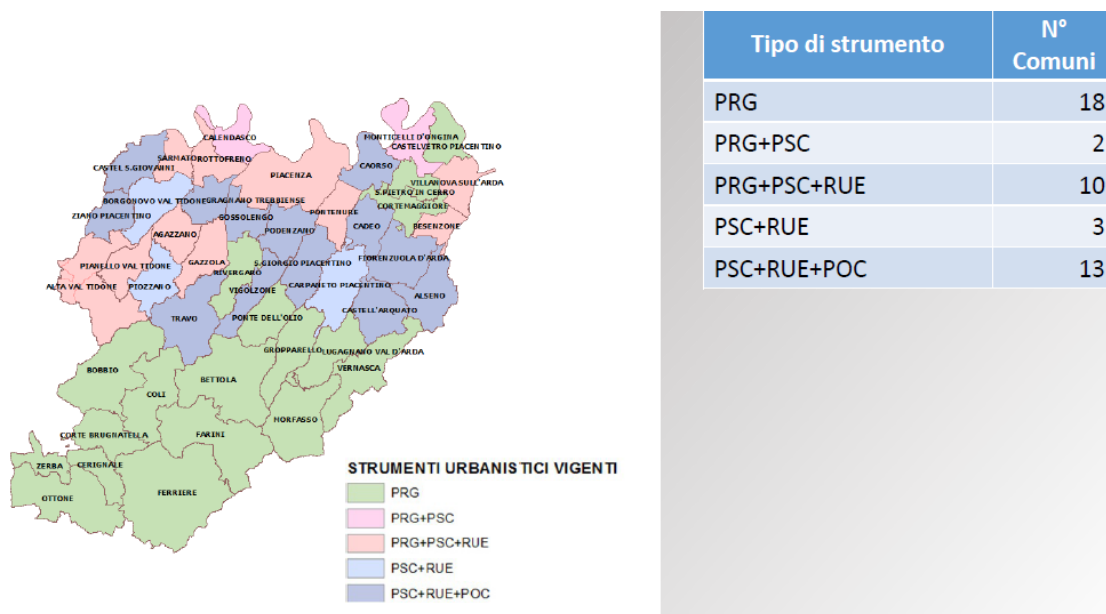 CALENDASCO
SARMATO
ROTTOFRENO
CASTEL S.GIOVANNI
MONTICELLI D'ONGINA
CASTELVETRO PIACENTINO
CAORSO
PIACENZA
VILLANOVA SULL'ARDA
S.PIETRO IN CERRO
CORTEMAGGIORE
BORGONOVO VAL TIDONE
GRAGNANO TREBBIENSE
ZIANO PIACENTINO
GOSSOLENGO
PONTENURE
BESENZONE
AGAZZANO
PODENZANO
CADEO
PIANELLO VAL TIDONE
GAZZOLA
S.GIORGIO PIACENTINO
FIORENZUOLA D'ARDA
RIVERGARO
ALTA VAL TIDONE
PIOZZANO
VIGOLZONE
CARPANETO PIACENTINO
ALSENO
TRAVO
PONTE DELL'OLIO
CASTELL'ARQUATO
GROPPARELLO
LUGAGNANO VAL D'ARDA
VERNASCA
BOBBIO
BETTOLA
COLI
MORFASSO
CORTE BRUGNATELLA
FARINI
ZERBA
CERIGNALE
OTTONE
FERRIERE
STRUMENTI URBANISTICI VIGENTI
PRG
PRG+PSC
PRG+PSC+RUE
PSC+RUE
PSC+RUE+POC
Tipo di strumento N° Comuni
PRG 18
PRG+PSC 2
PRG+PSC+RUE 10
PSC+RUE 3
PSC+RUE+POC 13